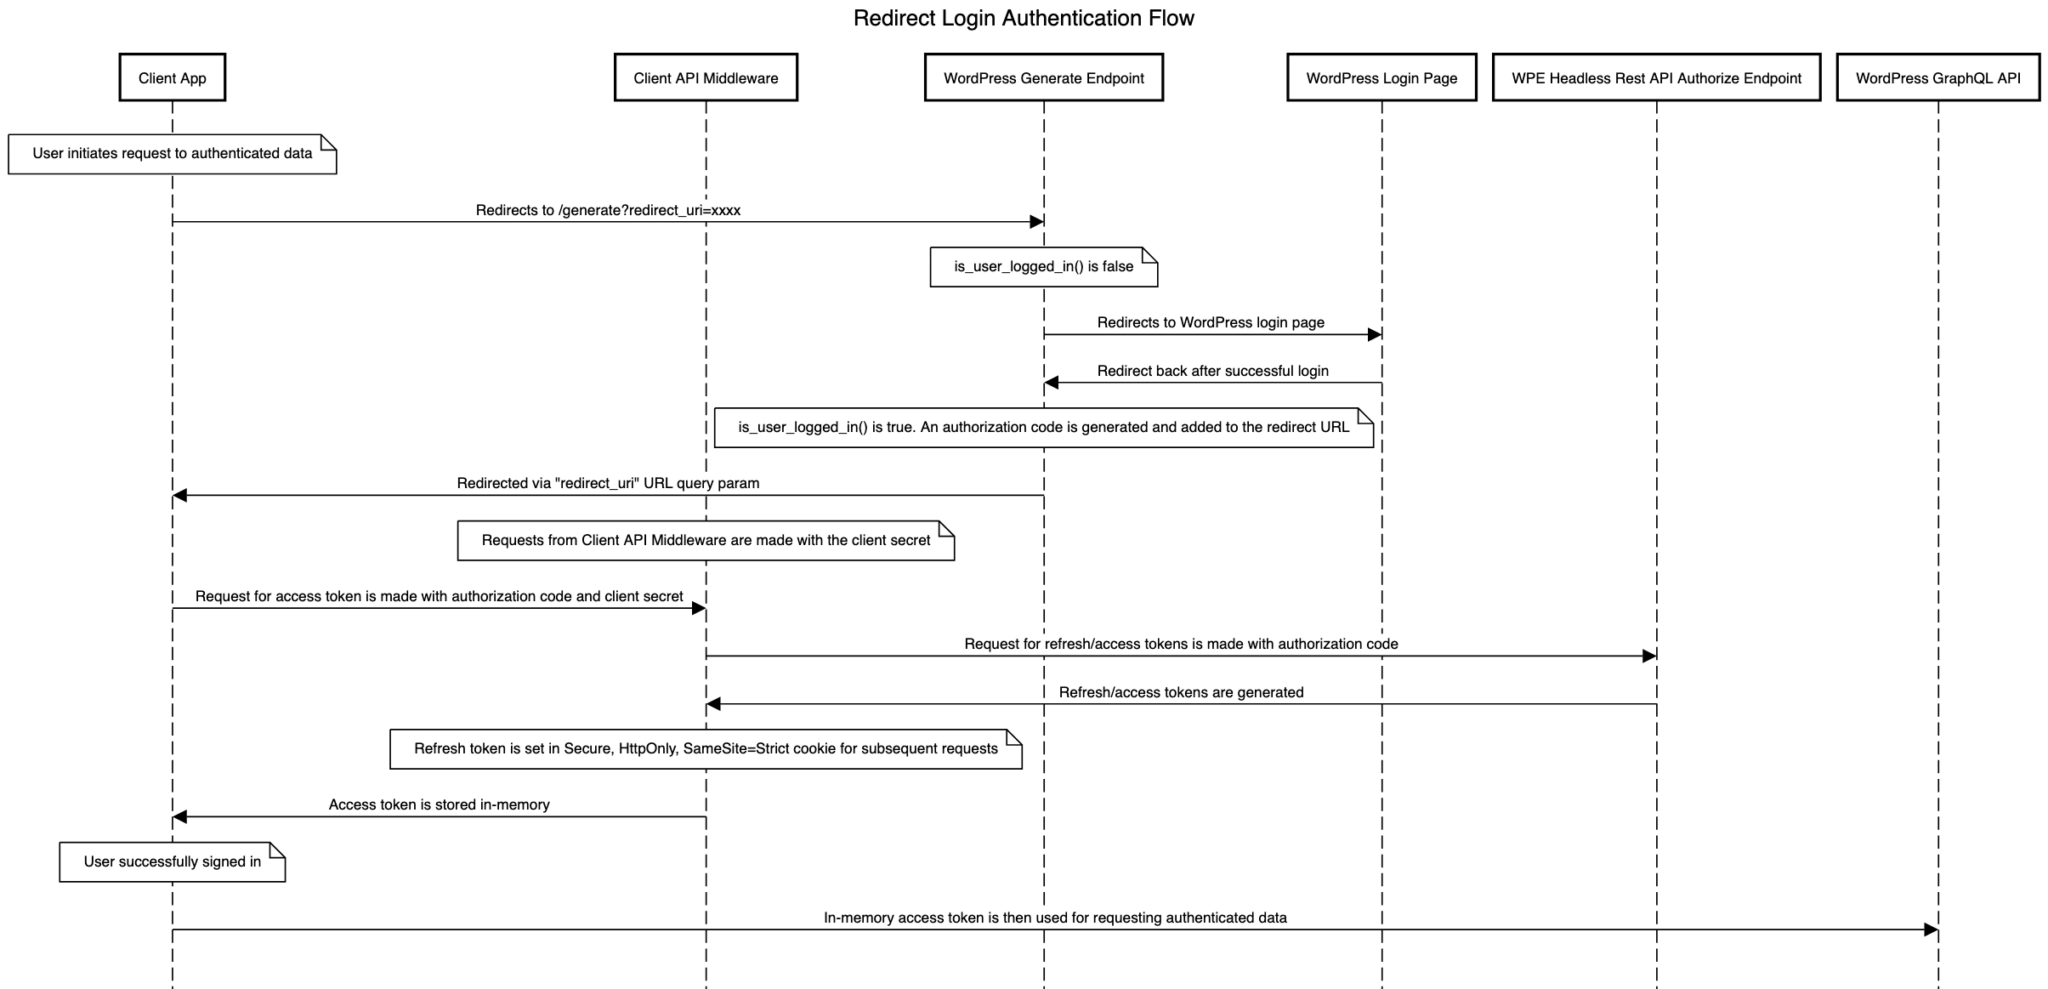 Redirect Login Authentication Flow
Client App
Client API Middleware
WordPress Generate Endpoint
WordPress Login Page
WPE Headless Rest API Authorize Endpoint
WordPress GraphQL API
User initiates request to authenticated data
Redirects to /generate?redirect_uri=xxxx
is_user_logged_in() is false
Redirects to WordPress login page
Redirect back after successful login
is_user_logged_in() is true. An authorization code is generated and added to the redirect URL
Redirected via "redirect_uri" URL query param
Requests from Client API Middleware are made with the client secret
Request for access token is made with authorization code and client secret
Request for refresh/access tokens is made with authorization code
Refresh/access tokens are generated
Refresh token is set in Secure, HttpOnly, SameSite=Strict cookie for subsequent requests
Access token is stored in-memory
User successfully signed in
In-memory access token is then used for requesting authenticated data